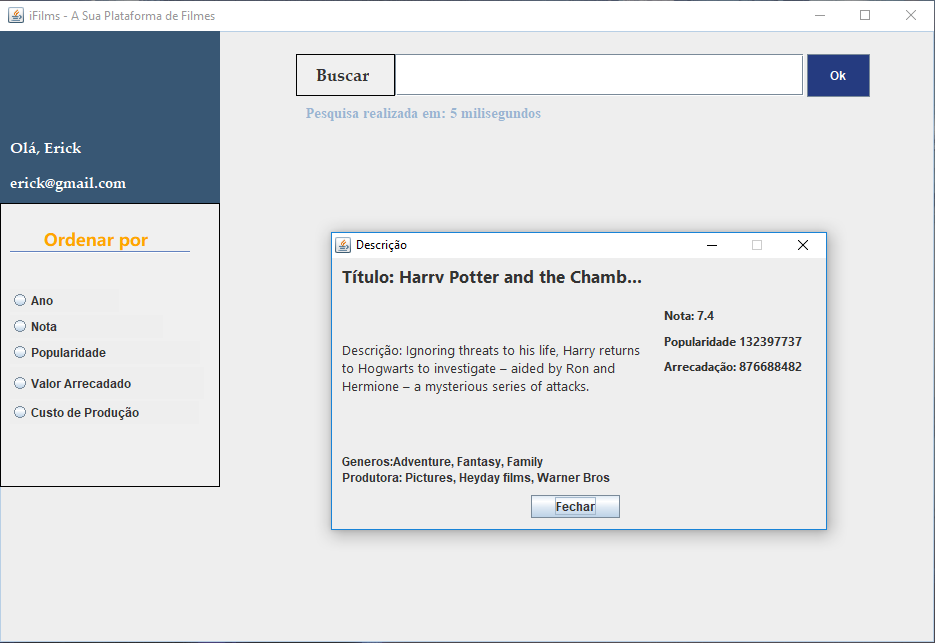 iFilms - A Sua Plataforma de Filmes
Buscar
Ok
Pesquisa realizada em: 5 milisegundos
Olá, Erick
erick@gmail.com
Ordenar por
Ano
Nota
Popularidade
Valor Arrecadado
Custo de Produção
Descrição
Título: Harry Potter and the Chamb...
Nota: 7.4
Popularidade 132397737
Arrecadação: 876688482
Descrição: Ignoring threats to his life, Harry returns
to Hogwarts to investigate – aided by Ron and
Hermione – a mysterious series of attacks.
Generos:Adventure, Fantasy, Family
Produtora: Pictures, Heyday films, Warner Bros
Fechar